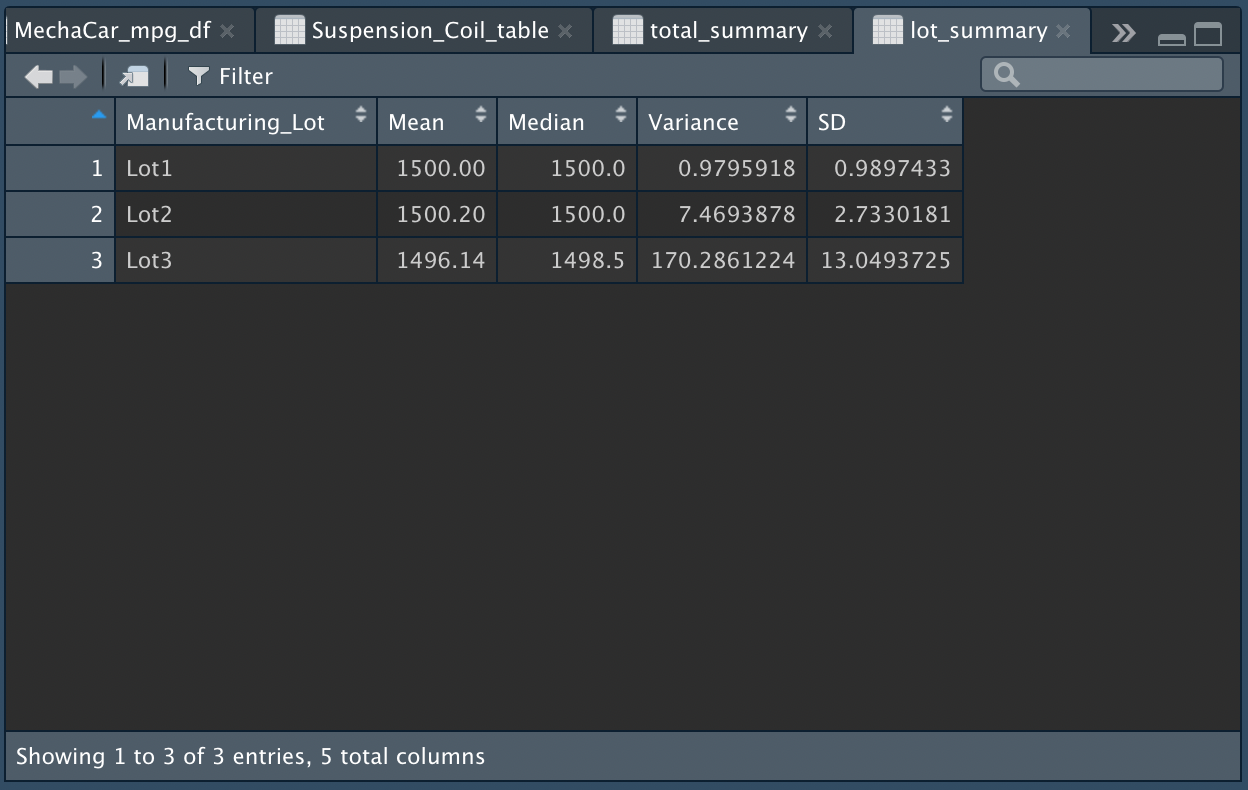 MechaCar_mpg_df Suspension_Coil_table total_summary lot_summary
Filter
Manufacturing_Lot Mean Median Variance SD
1 Lot1 1500.00 1500.0 0.9795918 0.9897433
2 Lot2 1500.20 1500.0 7.4693878 2.7330181
3 Lot3 1496.14 1498.5 170.2861224 13.0493725
Showing 1 to 3 of 3 entries, 5 total columns